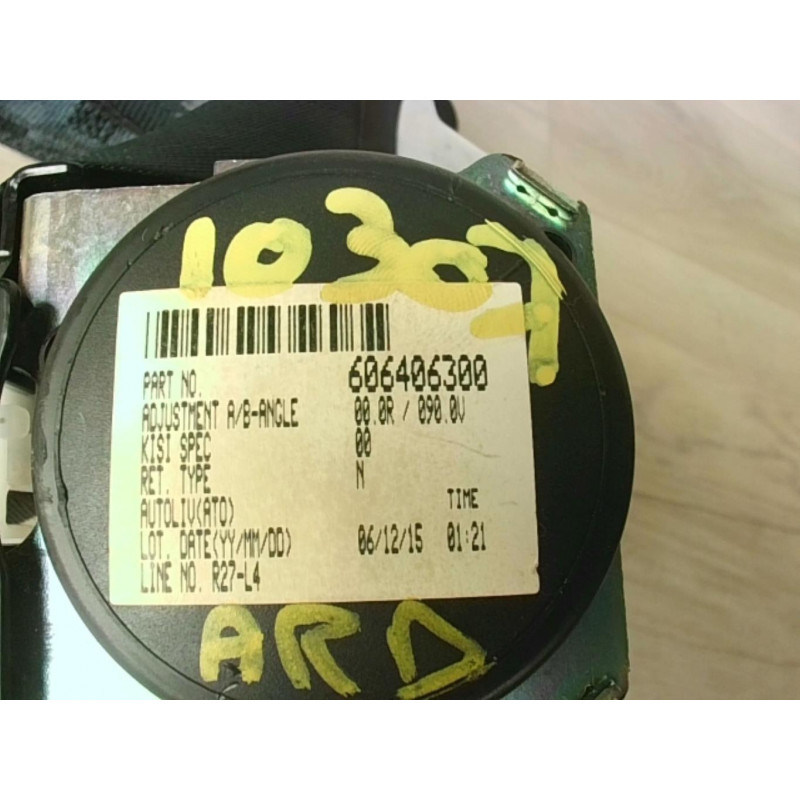 10307
PART NO. 606406300
ADJUSTMENT A/B-ANGLE 00.0R / 090.0V
KISI SPEC 00
RET. TYPE N
AUTOLIV(ATO) TIME
LOT. DATE(YY/MM/DD) 06/12/15 01:21
LINE NO. R27-L4
ARD